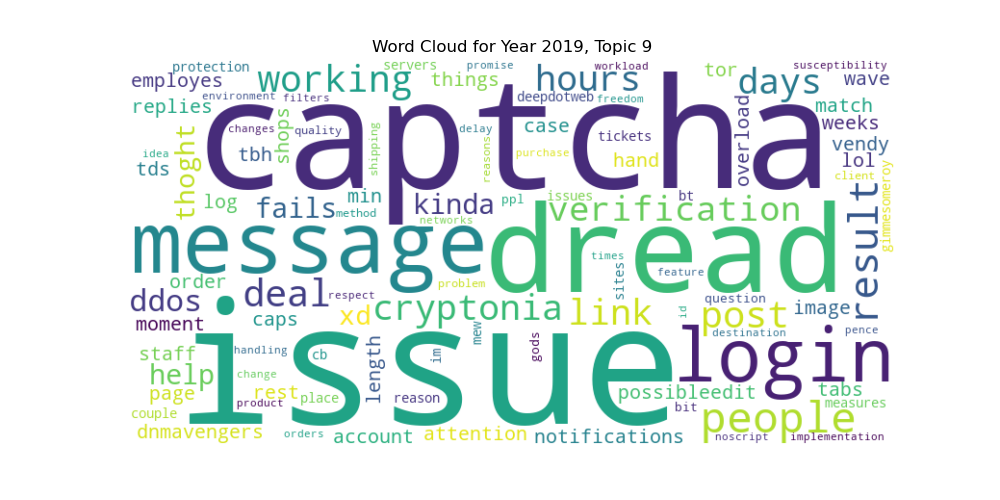 Word Cloud for Year 2019, Topic 9
protection servers promise workload susceptibility
employes working things hours days tor wave
environment filters deepdotweb freedom
replies captcha match
changes quality shops delay case tickets overload weeks
idea tbh shipping reasons purchase hand vendy
tds thoght lol
client
log fails min kinda ppl issues bt
method networks verification result gimmesomeroy
message dread
times sites feature
order problem
ddos deal respect cryptonia link id question post image
moment caps xd destination pence
mew login
staff handling cb length im gods
help issue
change possibleedit tabs
page rest place reason bit measures
couple product people
dnmavengers orders account attention notifications noscript implementation